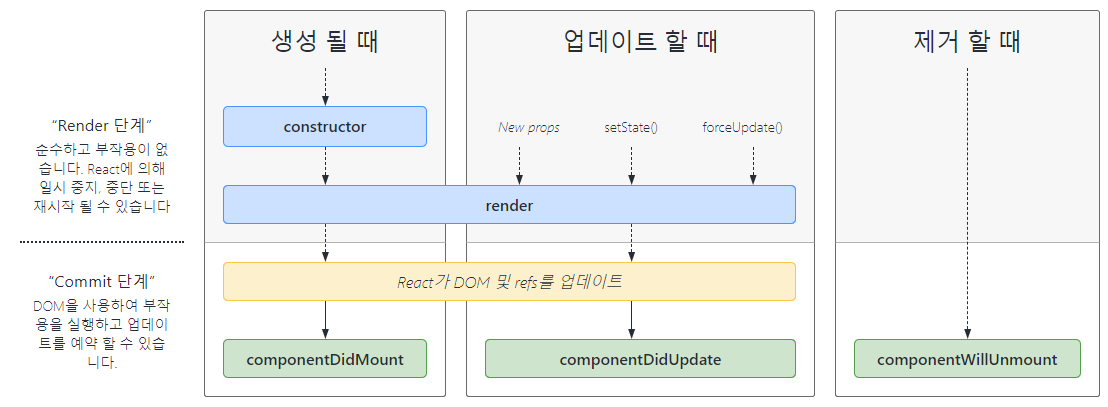 생성 될 때
업데이트 할 때
제거 할 때
“Render 단계”
순수하고 부작용이 없
습니다. React에 의해
일시 중지, 중단 또는
재시작 될 수 있습니다
constructor
New props
setState()
forceUpdate()
render
“Commit 단계”
DOM을 사용하여 부작
용을 실행하고 업데이
트를 예약 할 수 있습
니다.
React가 DOM 및 refs를 업데이트
componentDidMount
componentDidUpdate
componentWillUnmount